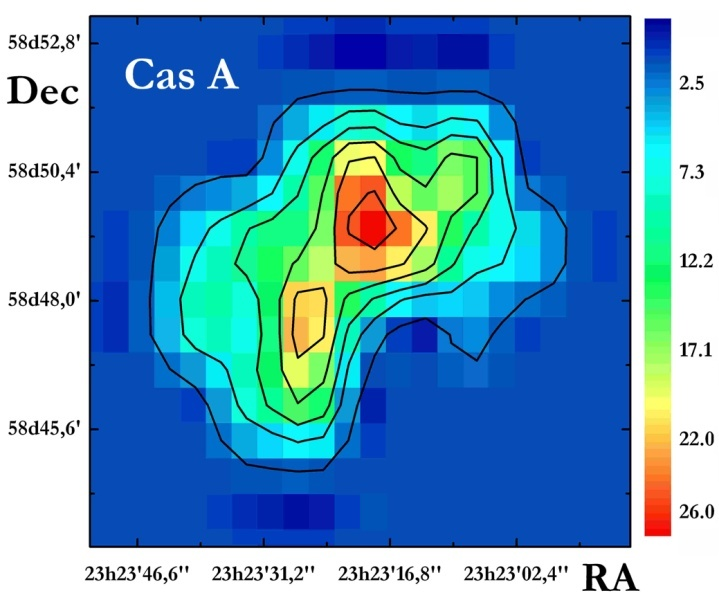 58d52,8'
Cas A
Dec
2.5
58d50,4'
7.3
12.2
58d48,0'
17.1
58d45,6'
22.0
26.0
23h23'46,6'' 23h23'31,2'' 23h23'16,8'' 23h23'02,4'' RA